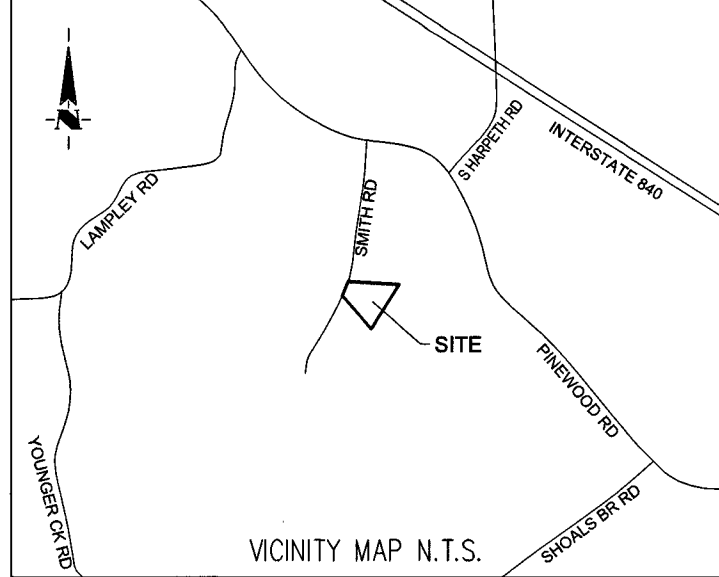 N
S HARPETH RD
INTERSTATE 840
LAMPLEY RD
SMITH RD
SITE
PINEWOOD RD
YOUNGER CK RD
SHOALS BR RD
VICINITY MAP N.T.S.